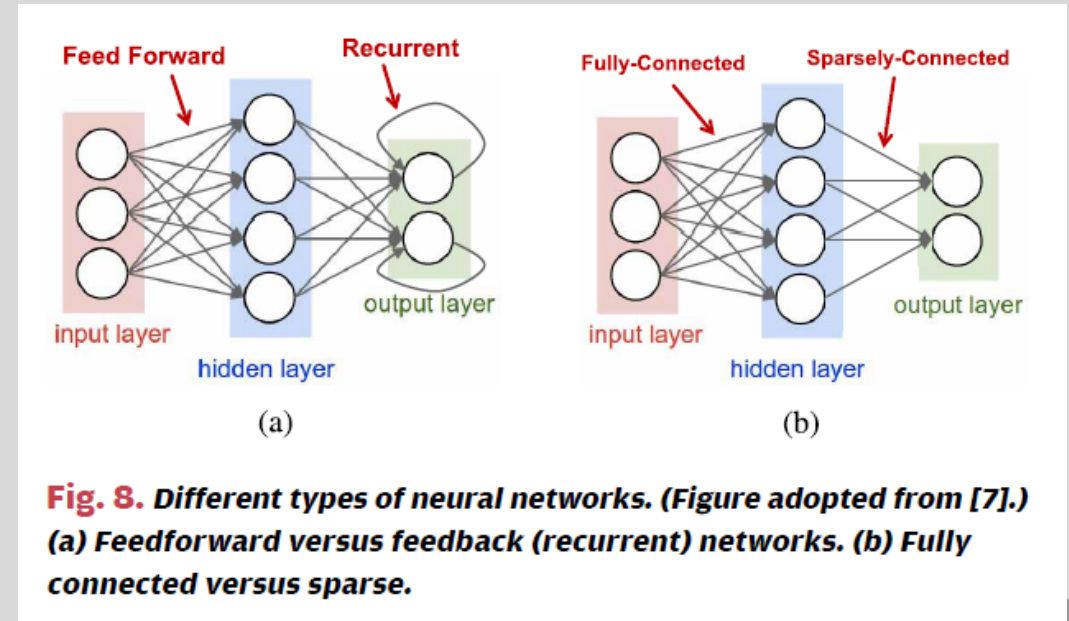 Feed Forward
Recurrent
input layer
hidden layer
output layer
(a)
Fully-Connected
Sparsely-Connected
input layer
hidden layer
output layer
(b)
Fig. 8. Different types of neural networks. (Figure adopted from [7].)
(a) Feedforward versus feedback (recurrent) networks. (b) Fully
connected versus sparse.